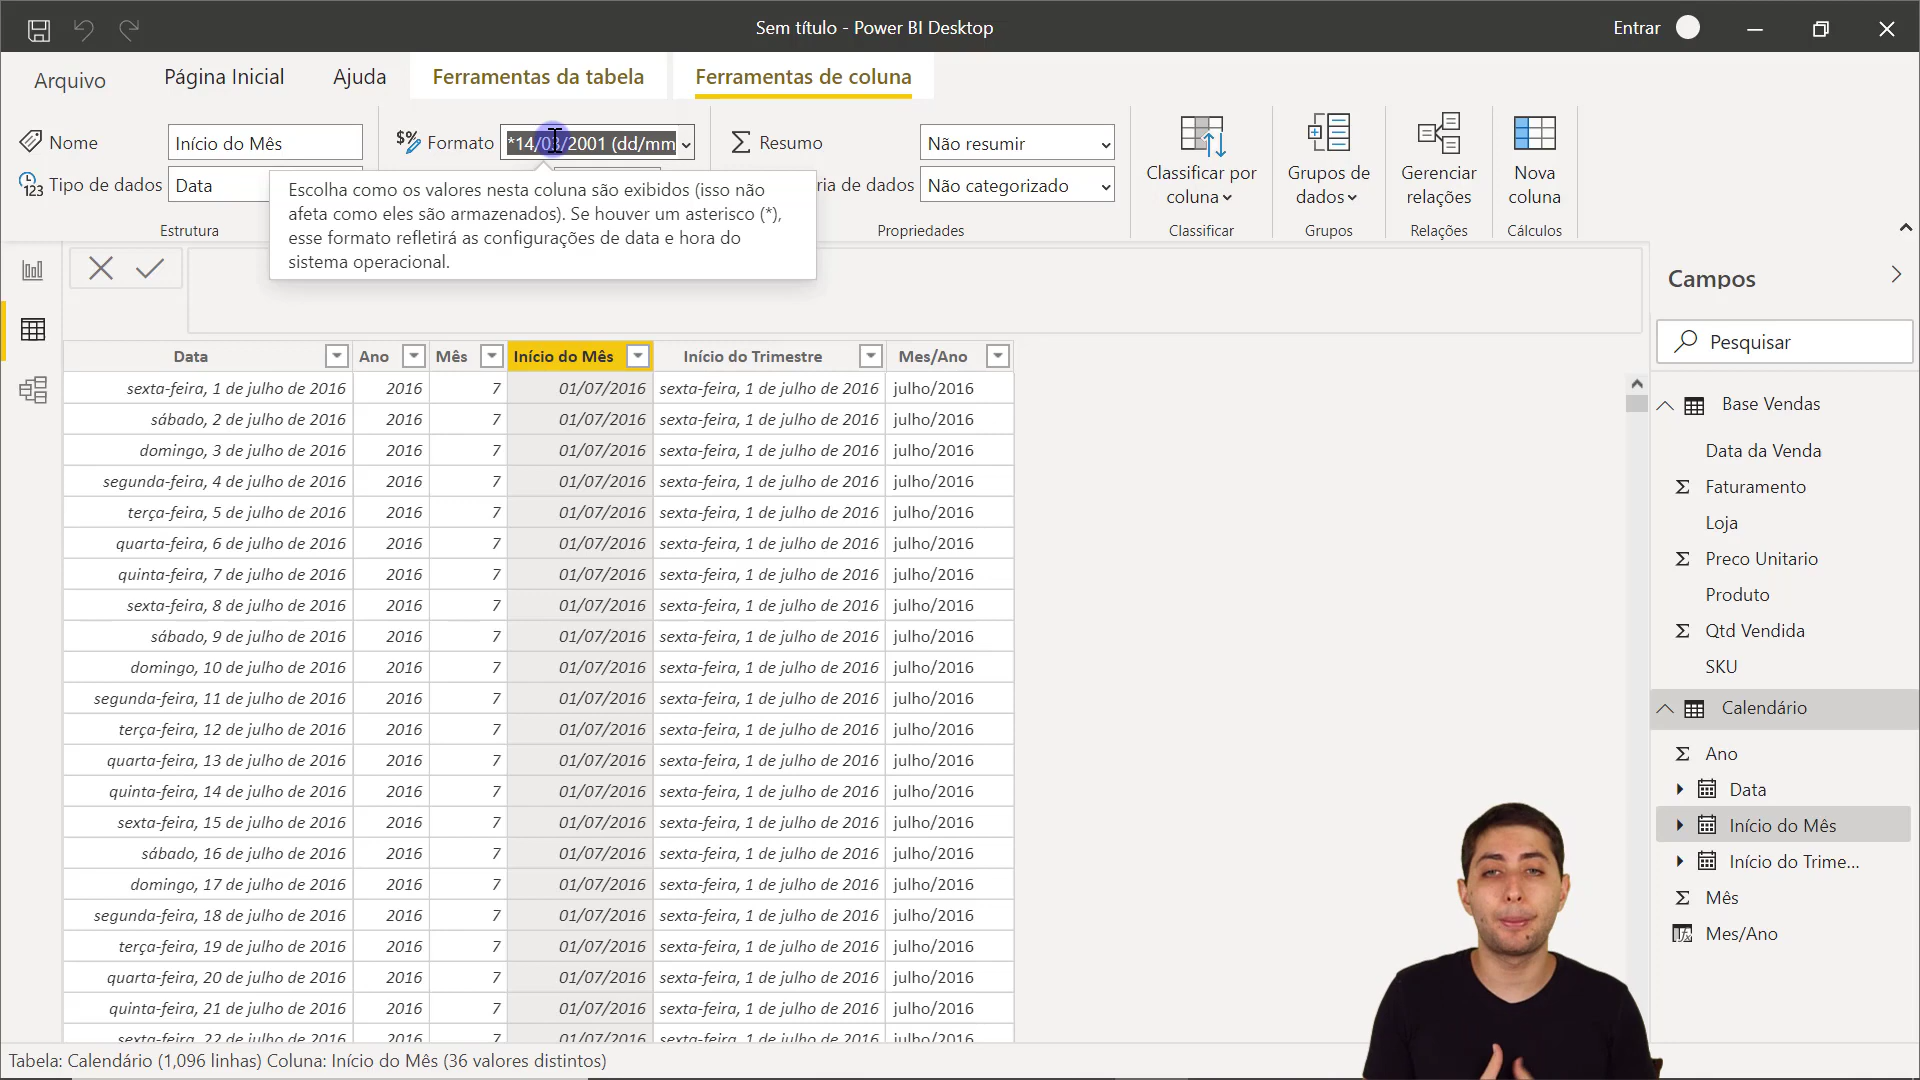 Sem título - Power BI Desktop
Entrar
Arquivo
Página Inicial
Ajuda
Ferramentas da tabela
Ferramentas de coluna
Nome
Início do Mês
Formato
*14/03/2001 (dd/mm
Resumo
Não resumir
Tipo de dados
Data
ria de dados
Não categorizado
Classificar por
coluna
Grupos de
dados
Gerenciar
relações
Nova
coluna
Estrutura
Propriedades
Classificar
Grupos
Relações
Cálculos
Escolha como os valores nesta coluna são exibidos (isso não
afeta como eles são armazenados). Se houver um asterisco (*),
esse formato refletirá as configurações de data e hora do
sistema operacional.
Data Ano Mês Início do Mês Início do Trimestre Mes/Ano
sexta-feira, 1 de julho de 2016 2016 7 01/07/2016 sexta-feira, 1 de julho de 2016 julho/2016
sábado, 2 de julho de 2016 2016 7 01/07/2016 sexta-feira, 1 de julho de 2016 julho/2016
domingo, 3 de julho de 2016 2016 7 01/07/2016 sexta-feira, 1 de julho de 2016 julho/2016
segunda-feira, 4 de julho de 2016 2016 7 01/07/2016 sexta-feira, 1 de julho de 2016 julho/2016
terça-feira, 5 de julho de 2016 2016 7 01/07/2016 sexta-feira, 1 de julho de 2016 julho/2016
quarta-feira, 6 de julho de 2016 2016 7 01/07/2016 sexta-feira, 1 de julho de 2016 julho/2016
quinta-feira, 7 de julho de 2016 2016 7 01/07/2016 sexta-feira, 1 de julho de 2016 julho/2016
sexta-feira, 8 de julho de 2016 2016 7 01/07/2016 sexta-feira, 1 de julho de 2016 julho/2016
sábado, 9 de julho de 2016 2016 7 01/07/2016 sexta-feira, 1 de julho de 2016 julho/2016
domingo, 10 de julho de 2016 2016 7 01/07/2016 sexta-feira, 1 de julho de 2016 julho/2016
segunda-feira, 11 de julho de 2016 2016 7 01/07/2016 sexta-feira, 1 de julho de 2016 julho/2016
terça-feira, 12 de julho de 2016 2016 7 01/07/2016 sexta-feira, 1 de julho de 2016 julho/2016
quarta-feira, 13 de julho de 2016 2016 7 01/07/2016 sexta-feira, 1 de julho de 2016 julho/2016
quinta-feira, 14 de julho de 2016 2016 7 01/07/2016 sexta-feira, 1 de julho de 2016 julho/2016
sexta-feira, 15 de julho de 2016 2016 7 01/07/2016 sexta-feira, 1 de julho de 2016 julho/2016
sábado, 16 de julho de 2016 2016 7 01/07/2016 sexta-feira, 1 de julho de 2016 julho/2016
domingo, 17 de julho de 2016 2016 7 01/07/2016 sexta-feira, 1 de julho de 2016 julho/2016
segunda-feira, 18 de julho de 2016 2016 7 01/07/2016 sexta-feira, 1 de julho de 2016 julho/2016
terça-feira, 19 de julho de 2016 2016 7 01/07/2016 sexta-feira, 1 de julho de 2016 julho/2016
quarta-feira, 20 de julho de 2016 2016 7 01/07/2016 sexta-feira, 1 de julho de 2016 julho/2016
quinta-feira, 21 de julho de 2016 2016 7 01/07/2016 sexta-feira, 1 de julho de 2016 julho/2016
sexta-feira, 22 de julho de 2016 2016 7 01/07/2016 sexta-feira, 1 de julho de 2016 julho/2016
Campos
Pesquisar
Base Vendas
Data da Venda
Faturamento
Loja
Preco Unitario
Produto
Qtd Vendida
SKU
Calendário
Ano
Data
Início do Mês
Início do Trime...
Mês
Mes/Ano
Tabela: Calendário (1,096 linhas) Coluna: Início do Mês (36 valores distintos)